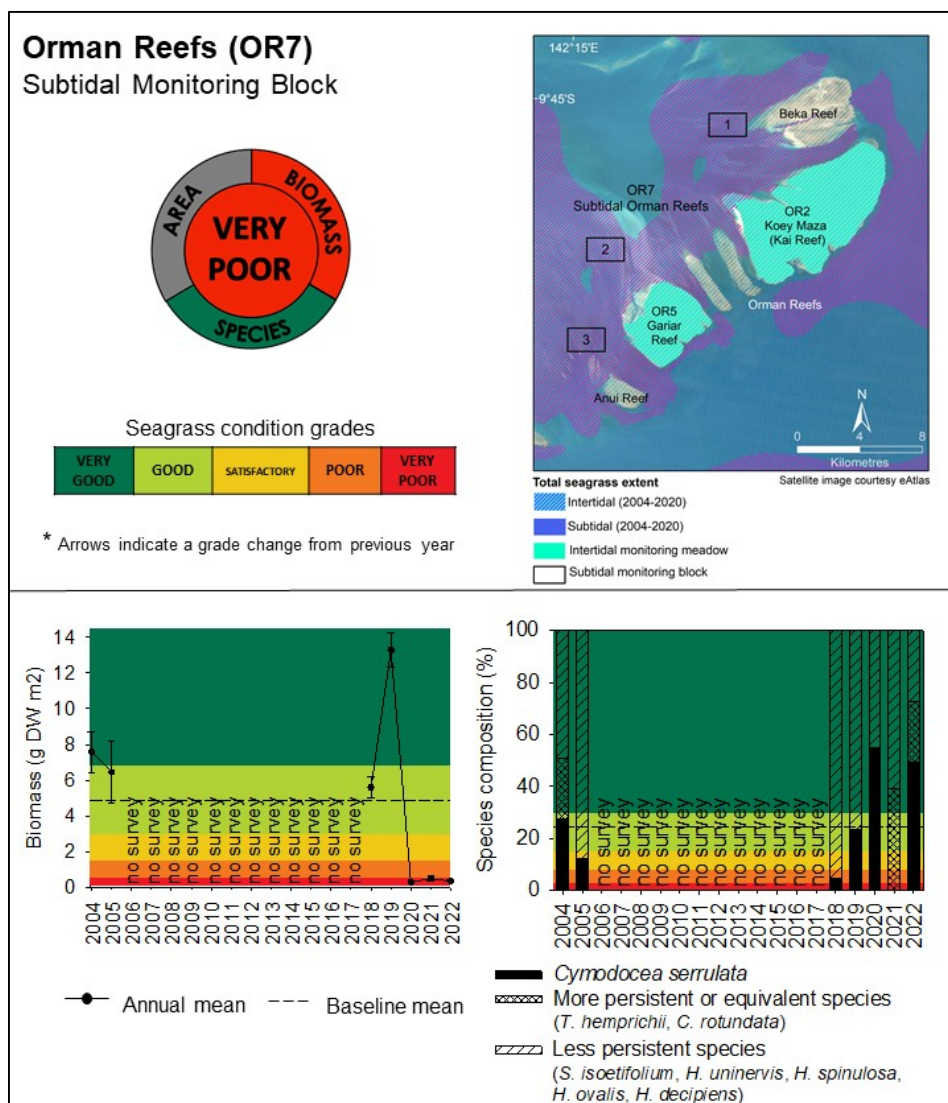 Orman Reefs (OR7)
Subtidal Monitoring Block
AREA
BIOMASS
VERY
POOR
SPECIES
Seagrass condition grades
VERY
GOOD
GOOD
SATISFACTORY
POOR
VERY
POOR
* Arrows indicate a grade change from previous year
142°15'E
9°45'S
1
Beka Reef
OR7
Subtidal Orman Reefs
OR2
Koey Maza
(Kai Reef)
2
OR5
Gariar
Reef
Orman Reefs
3
Anui Reef
N
0 4 8
Kilometres
Total seagrass extent
Satellite image courtesy eAtlas
Intertidal (2004-2020)
Subtidal (2004-2020)
Intertidal monitoring meadow
Subtidal monitoring block
Biomass (g DW m2)
14
12
10
8
6
4
2
0
no survey
no survey
no survey
no survey
no survey
no survey
no survey
no survey
no survey
no survey
no survey
no survey
2004
2005
2006
2007
2008
2009
2010
2011
2012
2013
2014
2015
2016
2017
2018
2019
2020
2021
2022
Annual mean
Baseline mean
Species composition (%)
100
80
60
40
20
0
no survey
no survey
no survey
no survey
no survey
no survey
no survey
no survey
no survey
no survey
no survey
no survey
2004
2005
2006
2007
2008
2009
2010
2011
2012
2013
2014
2015
2016
2017
2018
2019
2020
2021
2022
Cymodocea serrulata
More persistent or equivalent species
(T. hemprichii, C. rotundata)
Less persistent species
(S. isoetifolium, H. uninervis, H. spinulosa,
H. ovalis, H. decipiens)